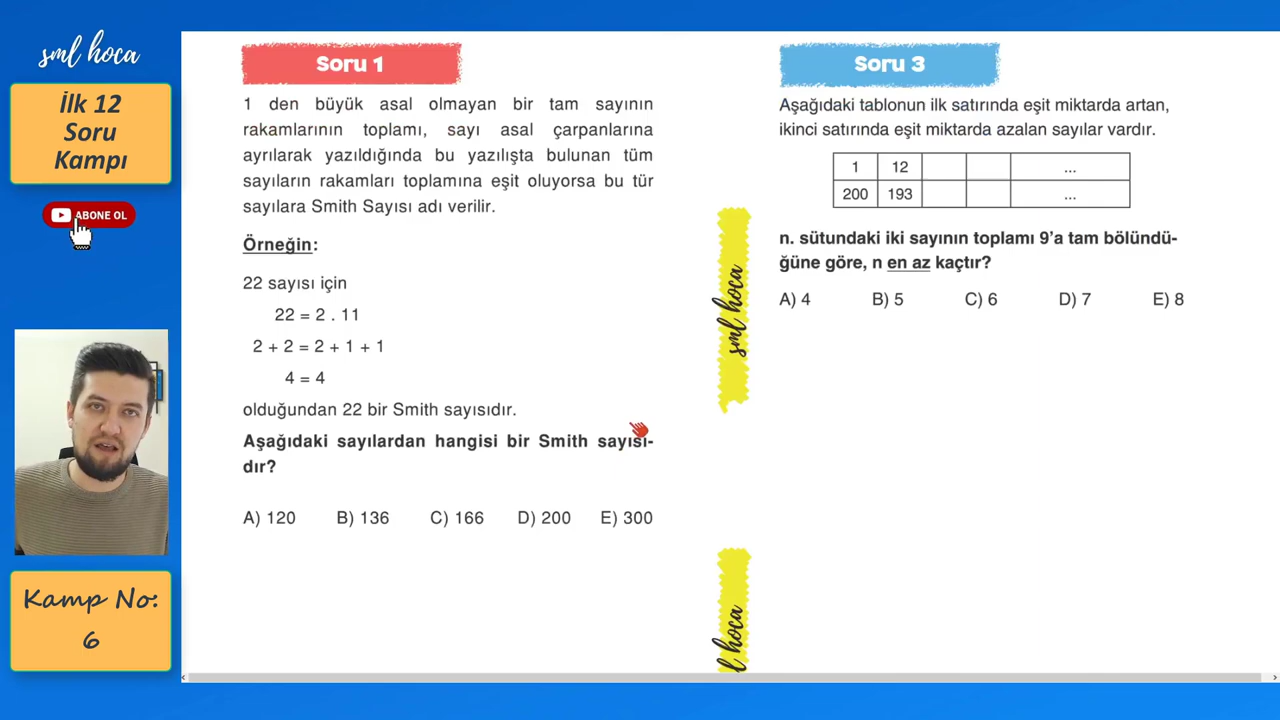 sml hoca
İlk 12
Soru
Kampı
ABONE OL
Kamp No:
6
Soru 1
1 den büyük asal olmayan bir tam sayının
rakamlarının toplamı, sayı asal çarpanlarına
ayrılarak yazıldığında bu yazılışta bulunan tüm
sayıların rakamları toplamına eşit oluyorsa bu tür
sayılara Smith Sayısı adı verilir.
Örneğin:
22 sayısı için
22 = 2 . 11
2 + 2 = 2 + 1 + 1
4 = 4
olduğundan 22 bir Smith sayısıdır.
Aşağıdaki sayılardan hangisi bir Smith sayısı-
dır?
A) 120 B) 136 C) 166 D) 200 E) 300
sml hoca
l hoca
Soru 3
Aşağıdaki tablonun ilk satırında eşit miktarda artan,
ikinci satırında eşit miktarda azalan sayılar vardır.
1 12 ...
200 193 ...
n. sütundaki iki sayının toplamı 9'a tam bölündü-
ğüne göre, n en az kaçtır?
A) 4 B) 5 C) 6 D) 7 E) 8